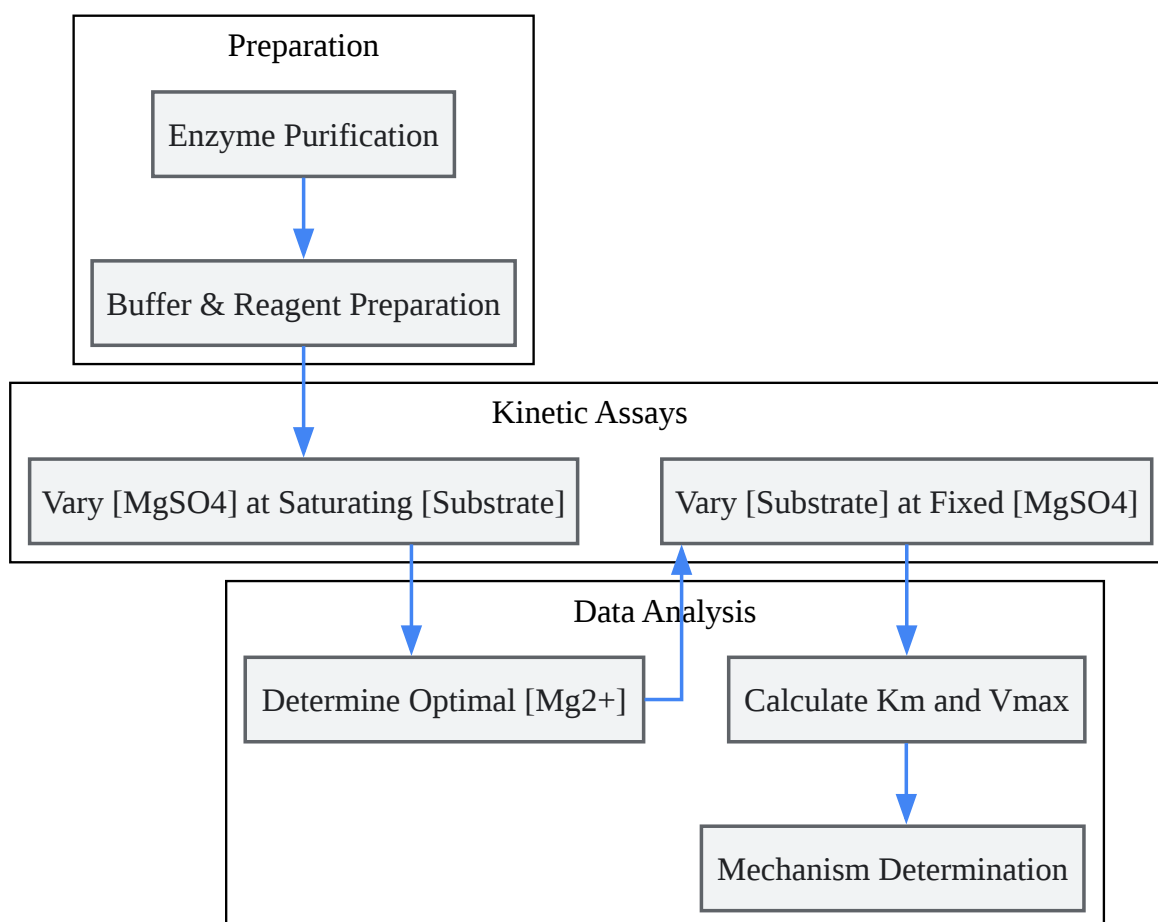 Preparation
Enzyme Purification
Buffer & Reagent Preparation
Kinetic Assays
Vary [MgSO4] at Saturating [Substrate]
Vary [Substrate] at Fixed [MgSO4]
Data Analysis
Determine Optimal [Mg2+]
Calculate Km and Vmax
Mechanism Determination